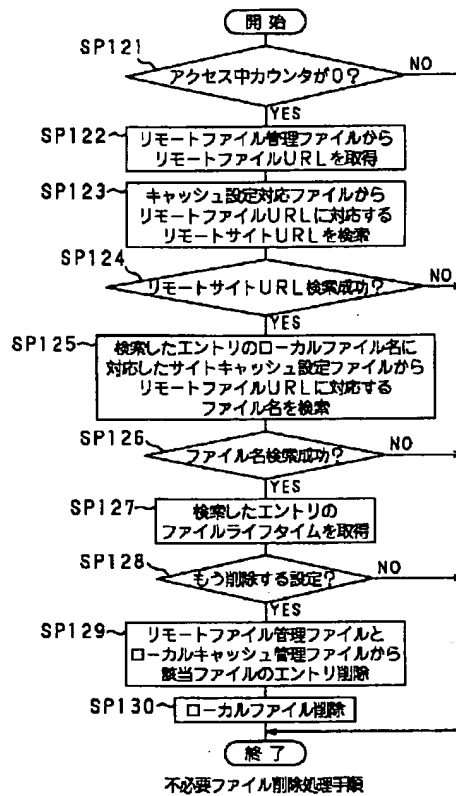 開始
SP121
アクセス中カウンタが0?
NO
YES
SP122
リモートファイル管理ファイルから
リモートファイルURLを取得
SP123
キャッシュ設定対応ファイルから
リモートファイルURLに対応する
リモートサイトURLを検索
SP124
リモートサイトURL検索成功?
NO
YES
SP125
検索したエントリのローカルファイル名に
対応したサイトキャッシュ設定ファイルから
リモートファイルURLに対応する
ファイル名を検索
SP126
ファイル名検索成功?
NO
YES
SP127
検索したエントリの
ファイルライフタイムを取得
SP128
もう削除する設定?
NO
YES
SP129
リモートファイル管理ファイルと
ローカルキャッシュ管理ファイルから
該当ファイルのエントリ削除
SP130
ローカルファイル削除
終了
不必要ファイル削除処理手順